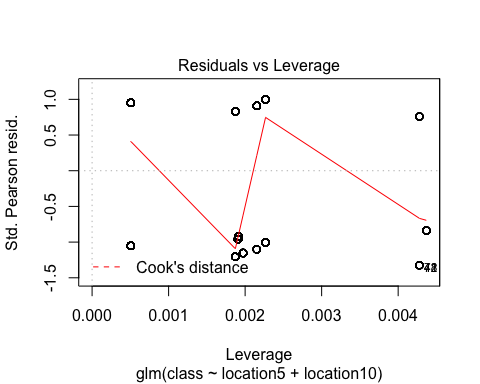 Residuals vs Leverage
Std. Pearson resid.
1.0
0.5
-0.5
-1.5
Cook's distance
0.000
0.001
0.002
0.003
0.004
Leverage
glm(class ~ location5 + location10)